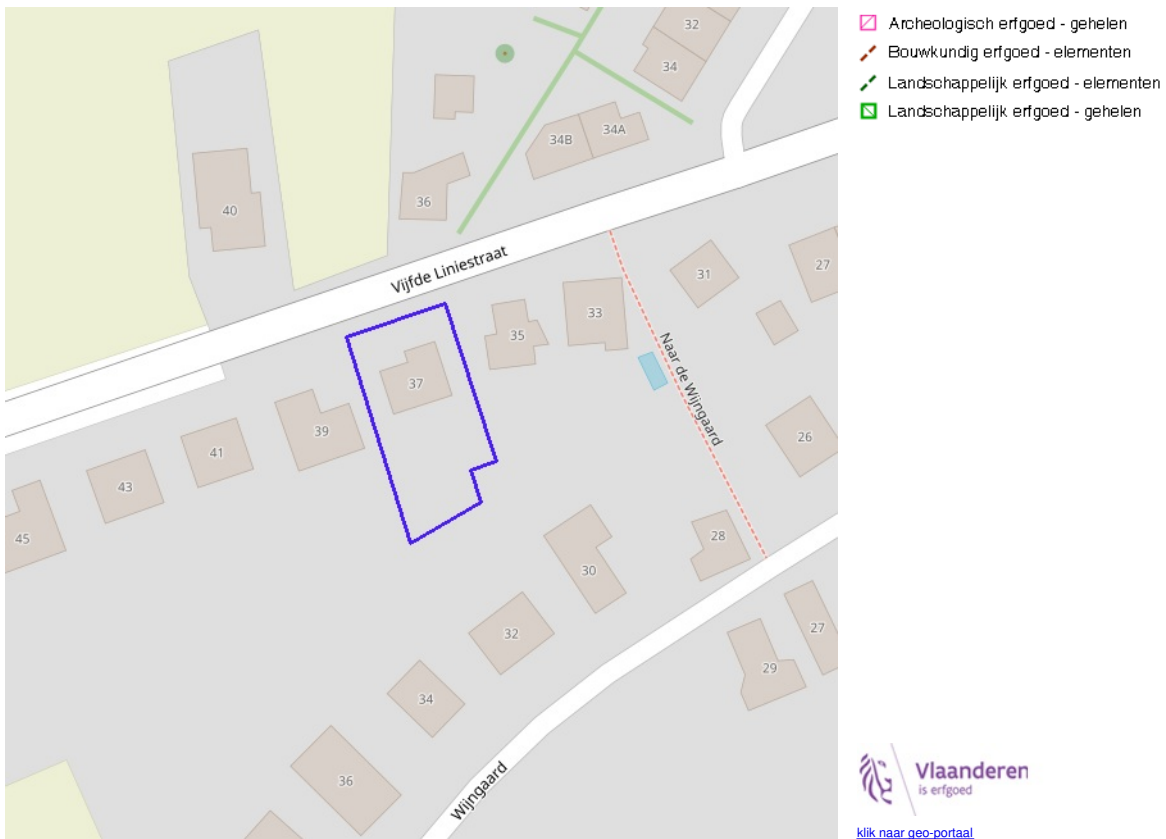 32
34
34B
34A
36
40
Vijfde Liniestraat
31
27
33
35
37
Naar de Wijngaard
39
41
43
45
26
28
30
32
34
36
29
27
Wijngaard
Archeologisch erfgoed - gehelen
Bouwkundig erfgoed - elementen
Landschappelijk erfgoed - elementen
Landschappelijk erfgoed - gehelen
Vlaanderen
is erfgoed
klik naar geo-portaal